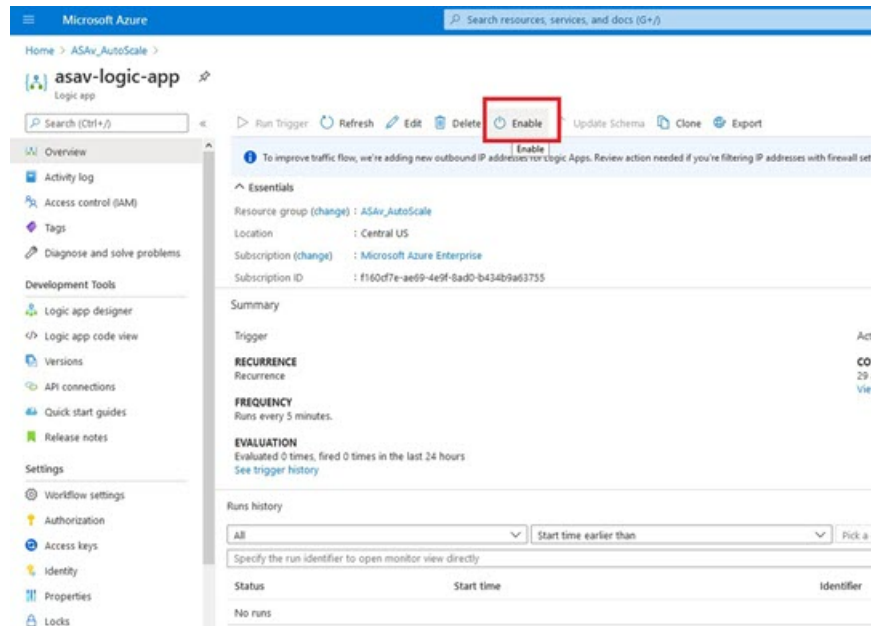 Microsoft Azure
Search resources, services, and docs (G+/)
Home > ASAv_AutoScale >
asav-logic-app
Logic app
Search (Ctrl+/)
Run Trigger Refresh Edit Delete Enable Update Schema Clone Export
Enable
To improve traffic flow, we're adding new outbound IP addresses for Logic Apps. Review action needed if you're filtering IP addresses with firewall set
Overview
Activity log
Access control (IAM)
Tags
Diagnose and solve problems
Development Tools
Logic app designer
Logic app code view
Versions
API connections
Quick start guides
Release notes
Settings
Workflow settings
Authorization
Access keys
Identity
Properties
Locks
Essentials
Resource group (change) : ASAv_AutoScale
Location : Central US
Subscription (change) : Microsoft Azure Enterprise
Subscription ID : f160df7e-ae69-4e9f-8ad0-b434b9a63755
Summary
Trigger
RECURRENCE
Recurrence
FREQUENCY
Runs every 5 minutes.
EVALUATION
Evaluated 0 times, fired 0 times in the last 24 hours
See trigger history
Act
CO
29
Vie
Runs history
All Start time earlier than Pick a
Specify the run identifier to open monitor view directly
Status Start time Identifier
No runs